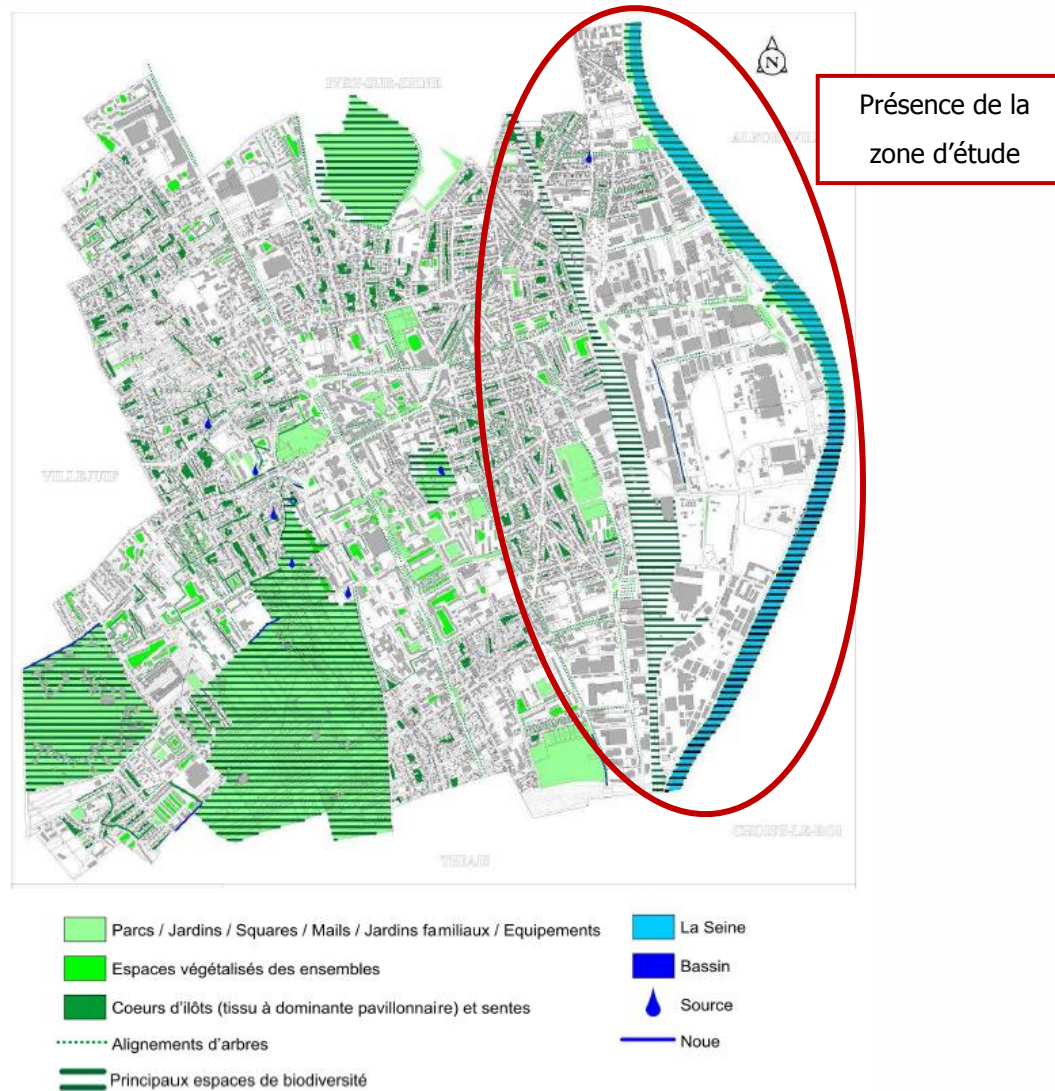 IVRY-SUR-SEINE
N
Présence de la
zone d'étude
VILLEJUIF
CHOISY-LE-ROI
THIAIS
Parcs / Jardins / Squares / Mails / Jardins familiaux / Equipements
Espaces végétalisés des ensembles
Coeurs d'ilôts (tissu à dominante pavillonnaire) et sentes
Alignements d'arbres
Principaux espaces de biodiversité
La Seine
Bassin
Source
Noue